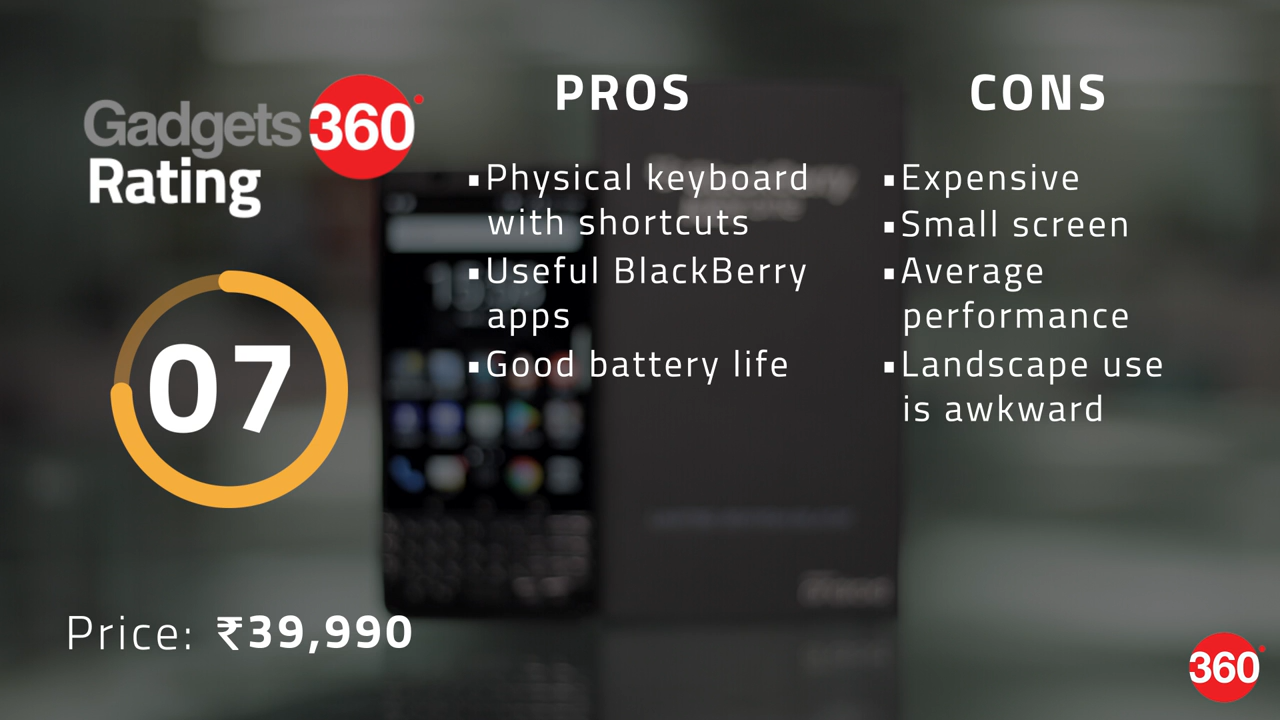 Gadgets 360
Rating
07
Price: ₹39,990
PROS
▪Physical keyboard
with shortcuts
▪Useful BlackBerry
apps
▪Good battery life
CONS
▪Expensive
▪Small screen
▪Average
performance
▪Landscape use
is awkward
360